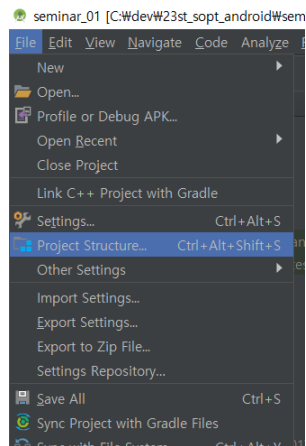 seminar_01 [C:₩dev₩23st_sopt_android₩sem
File Edit View Navigate Code Analyze
New
Open...
Profile or Debug APK...
Open Recent
Close Project
Link C++ Project with Gradle
Settings... Ctrl+Alt+S
Project Structure... Ctrl+Alt+Shift+S
Other Settings
Import Settings...
Export Settings...
Export to Zip File...
Settings Repository...
Save All Ctrl+S
Sync Project with Gradle Files